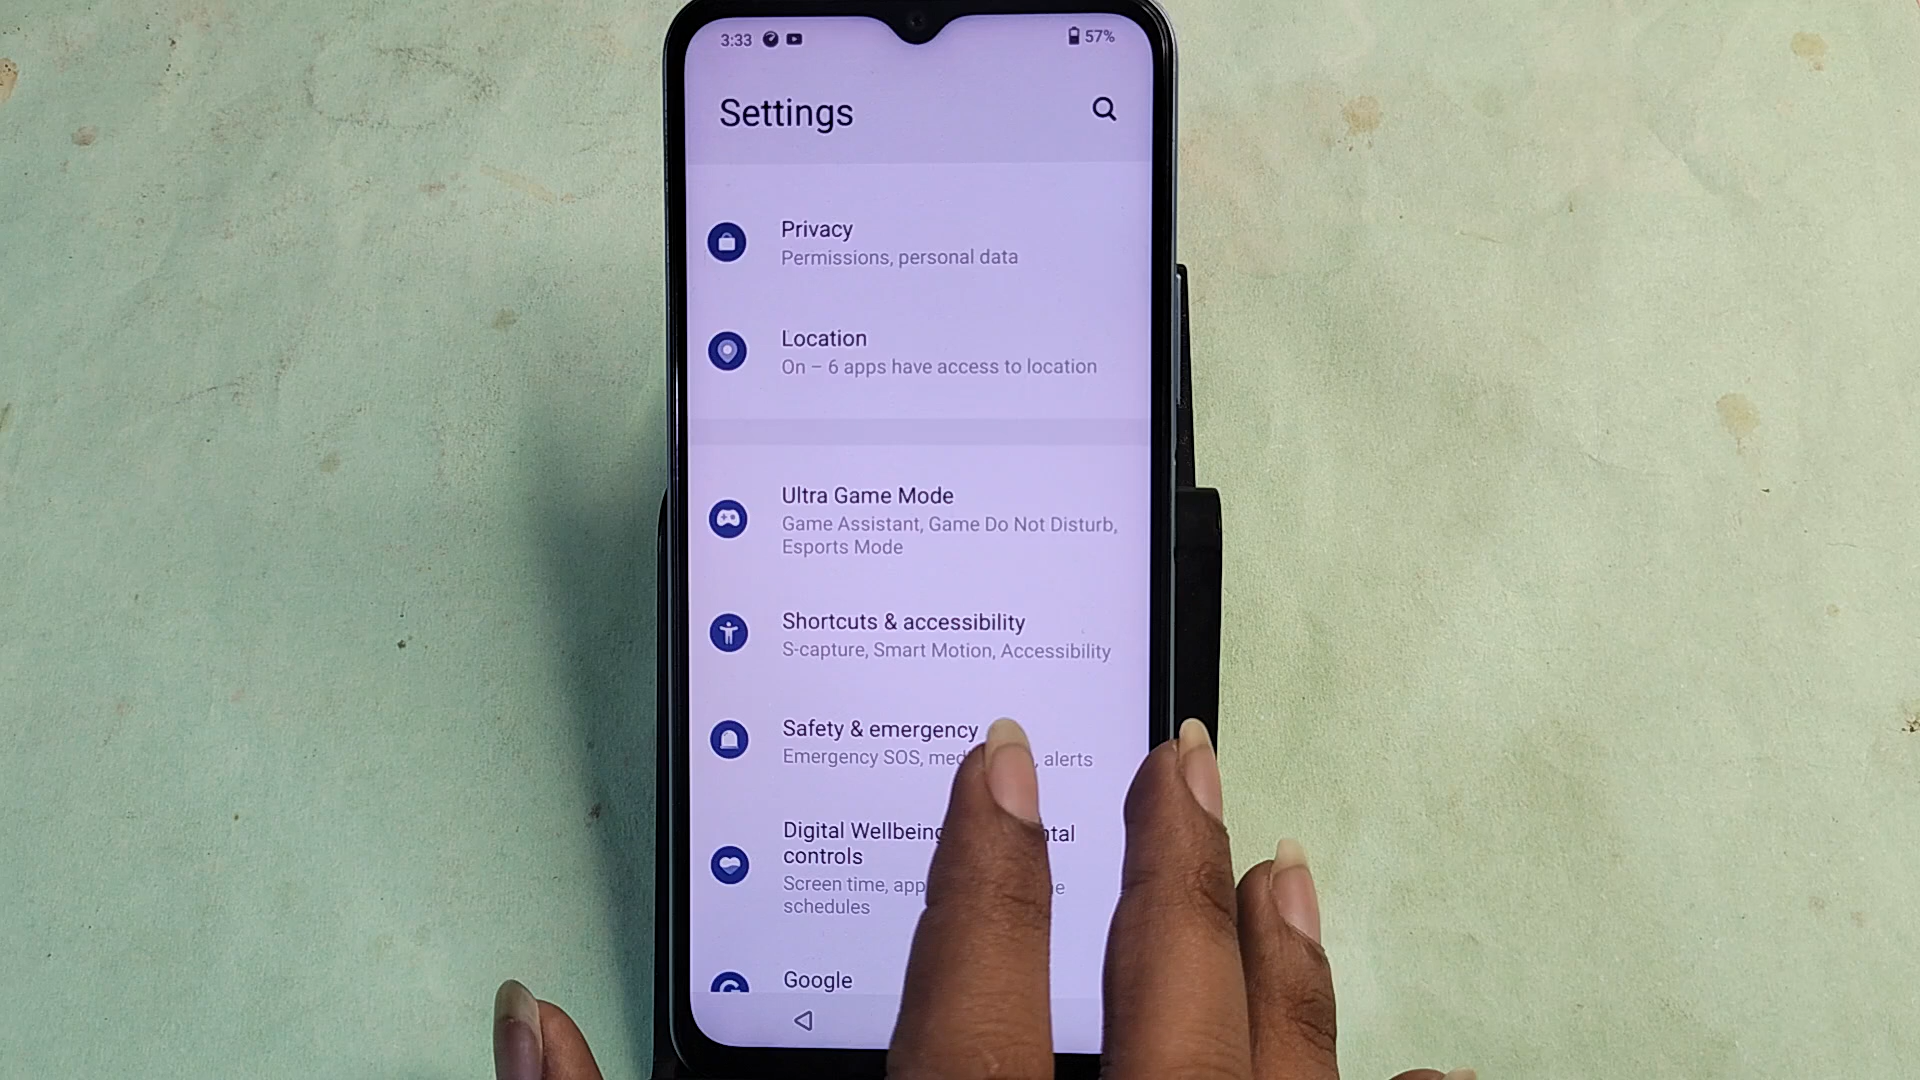 3:33
57%
Settings
Privacy
Permissions, personal data
Location
On – 6 apps have access to location
Ultra Game Mode
Game Assistant, Game Do Not Disturb,
Esports Mode
Shortcuts & accessibility
S-capture, Smart Motion, Accessibility
Safety & emergency
Emergency SOS, alerts
Digital Wellbeing
controls
Screen time, app
schedules
Google